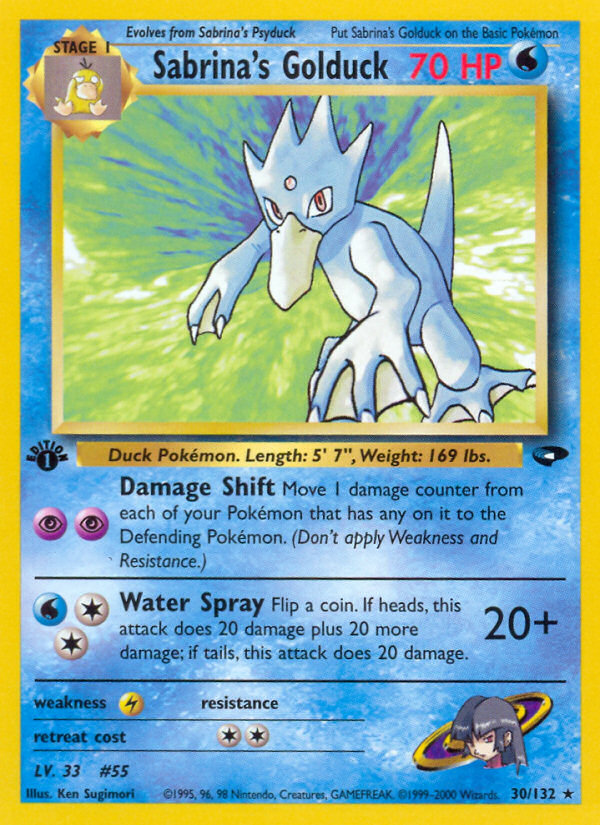 Evolves from Sabrina's Psyduck
Put Sabrina's Golduck on the Basic Pokémon
STAGE 1
Sabrina's Golduck 70 HP
EDITION
1
Duck Pokémon. Length: 5' 7", Weight: 169 lbs.
Damage Shift Move 1 damage counter from
each of your Pokémon that has any on it to the
Defending Pokémon. (Don't apply Weakness and
Resistance.)
Water Spray Flip a coin. If heads, this
attack does 20 damage plus 20 more
damage; if tails, this attack does 20 damage.
20+
weakness
resistance
retreat cost
LV. 33 #55
Illus. Ken Sugimori
©1995, 96, 98 Nintendo, Creatures, GAMEFREAK. ©1999-2000 Wizards.
30/132 ★